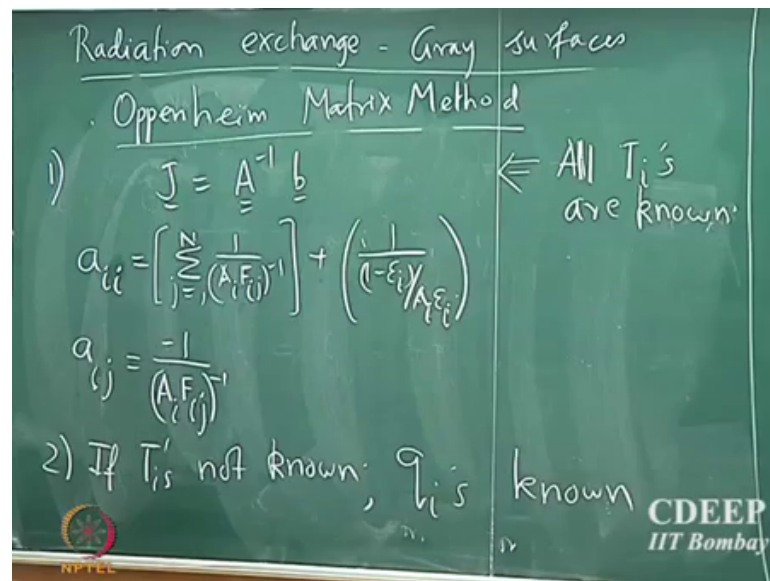 Radiation exchange - Gray surfaces
Oppenheim Matrix Method
1) J = A⁻¹ b ⇐ All Tᵢ's
are known.
aᵢᵢ = [∑ⱼ₌₁ᴺ 1/(AᵢFᵢⱼ)⁻¹] + (1/((1-εᵢ)/Aᵢεᵢ))
aᵢⱼ = -1/(AᵢFᵢⱼ)⁻¹
2) If Tᵢ's not known; qᵢ's known
CDEEP
IIT Bombay
NPTEL